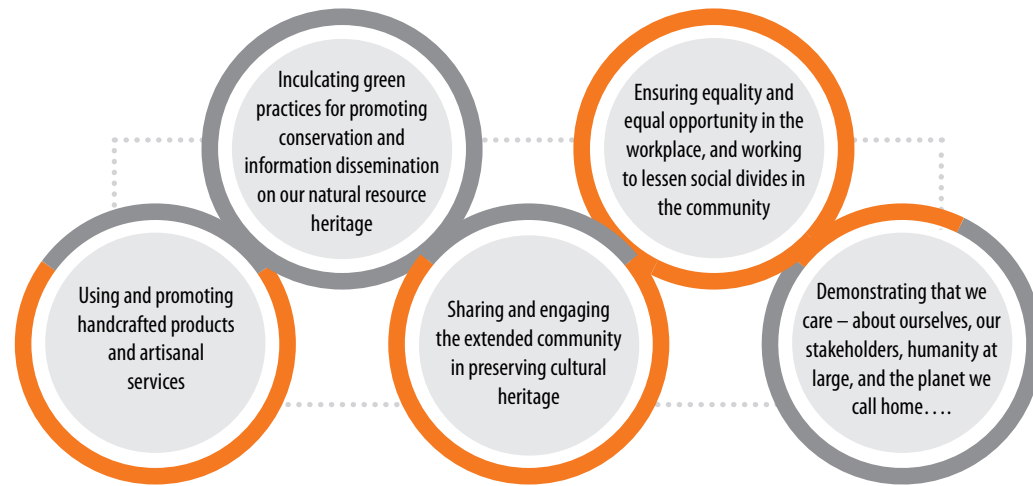 Inculcating green
practices for promoting
conservation and
information dissemination
on our natural resource
heritage
Ensuring equality and
equal opportunity in the
workplace, and working
to lessen social divides in
the community
Using and promoting
handcrafted products
and artisanal
services
Sharing and engaging
the extended community
in preserving cultural
heritage
Demonstrating that we
care – about ourselves, our
stakeholders, humanity at
large, and the planet we
call home….